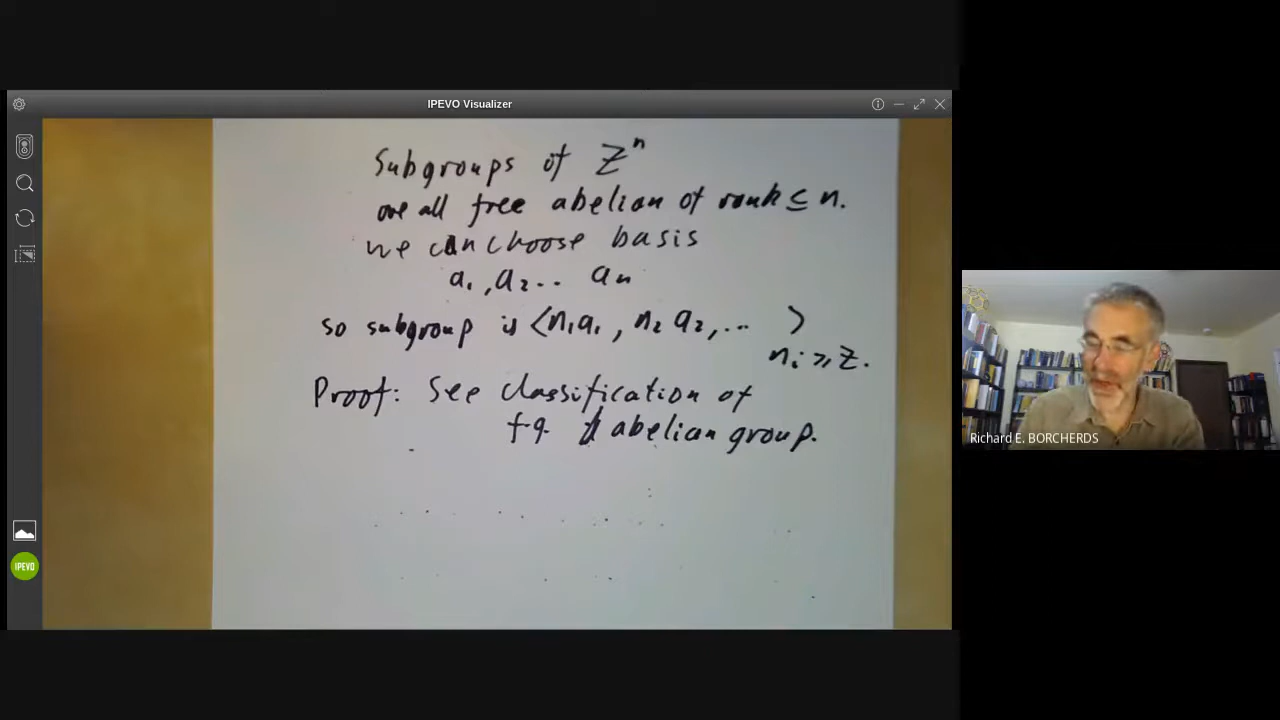 IPEVO Visualizer
Subgroups of Z^n
are all free abelian of rank ≤ n.
we can choose basis
a₁, a₂ .. aₙ
so subgroup is ⟨n₁a₁, n₂a₂, ... ⟩
nᵢ ⩾ Z.
Proof: See classification of
f.g. abelian group.
Richard E. BORCHERDS
IPEVO